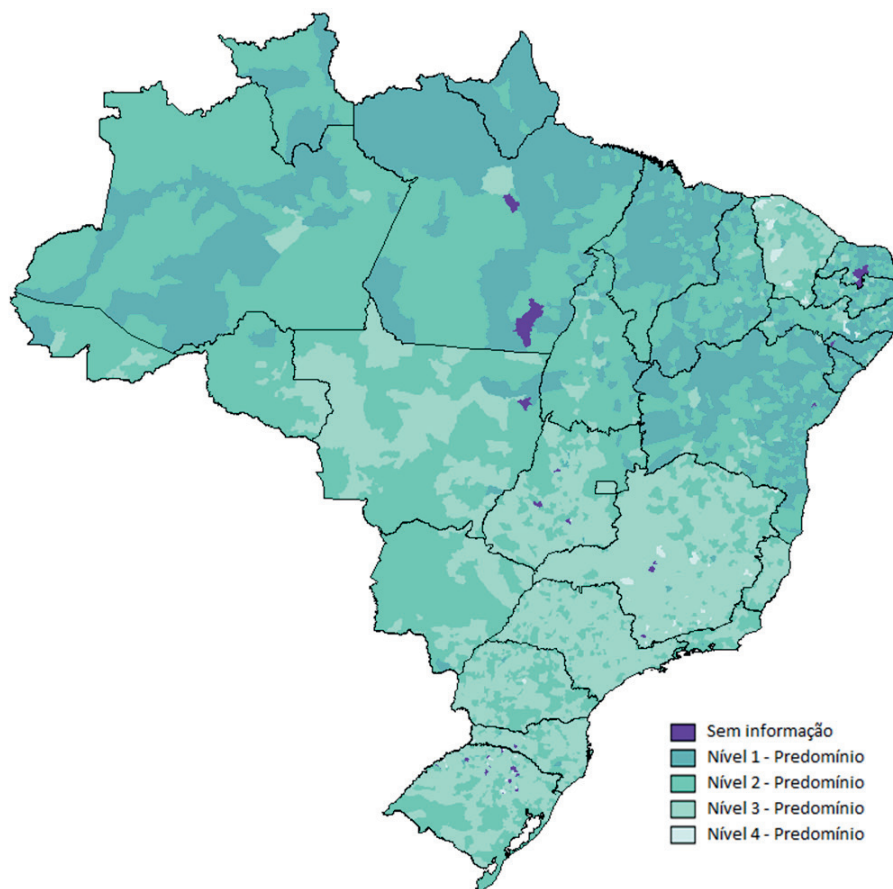 Sem informação
Nível 1 - Predomínio
Nível 2 - Predomínio
Nível 3 - Predomínio
Nível 4 - Predomínio